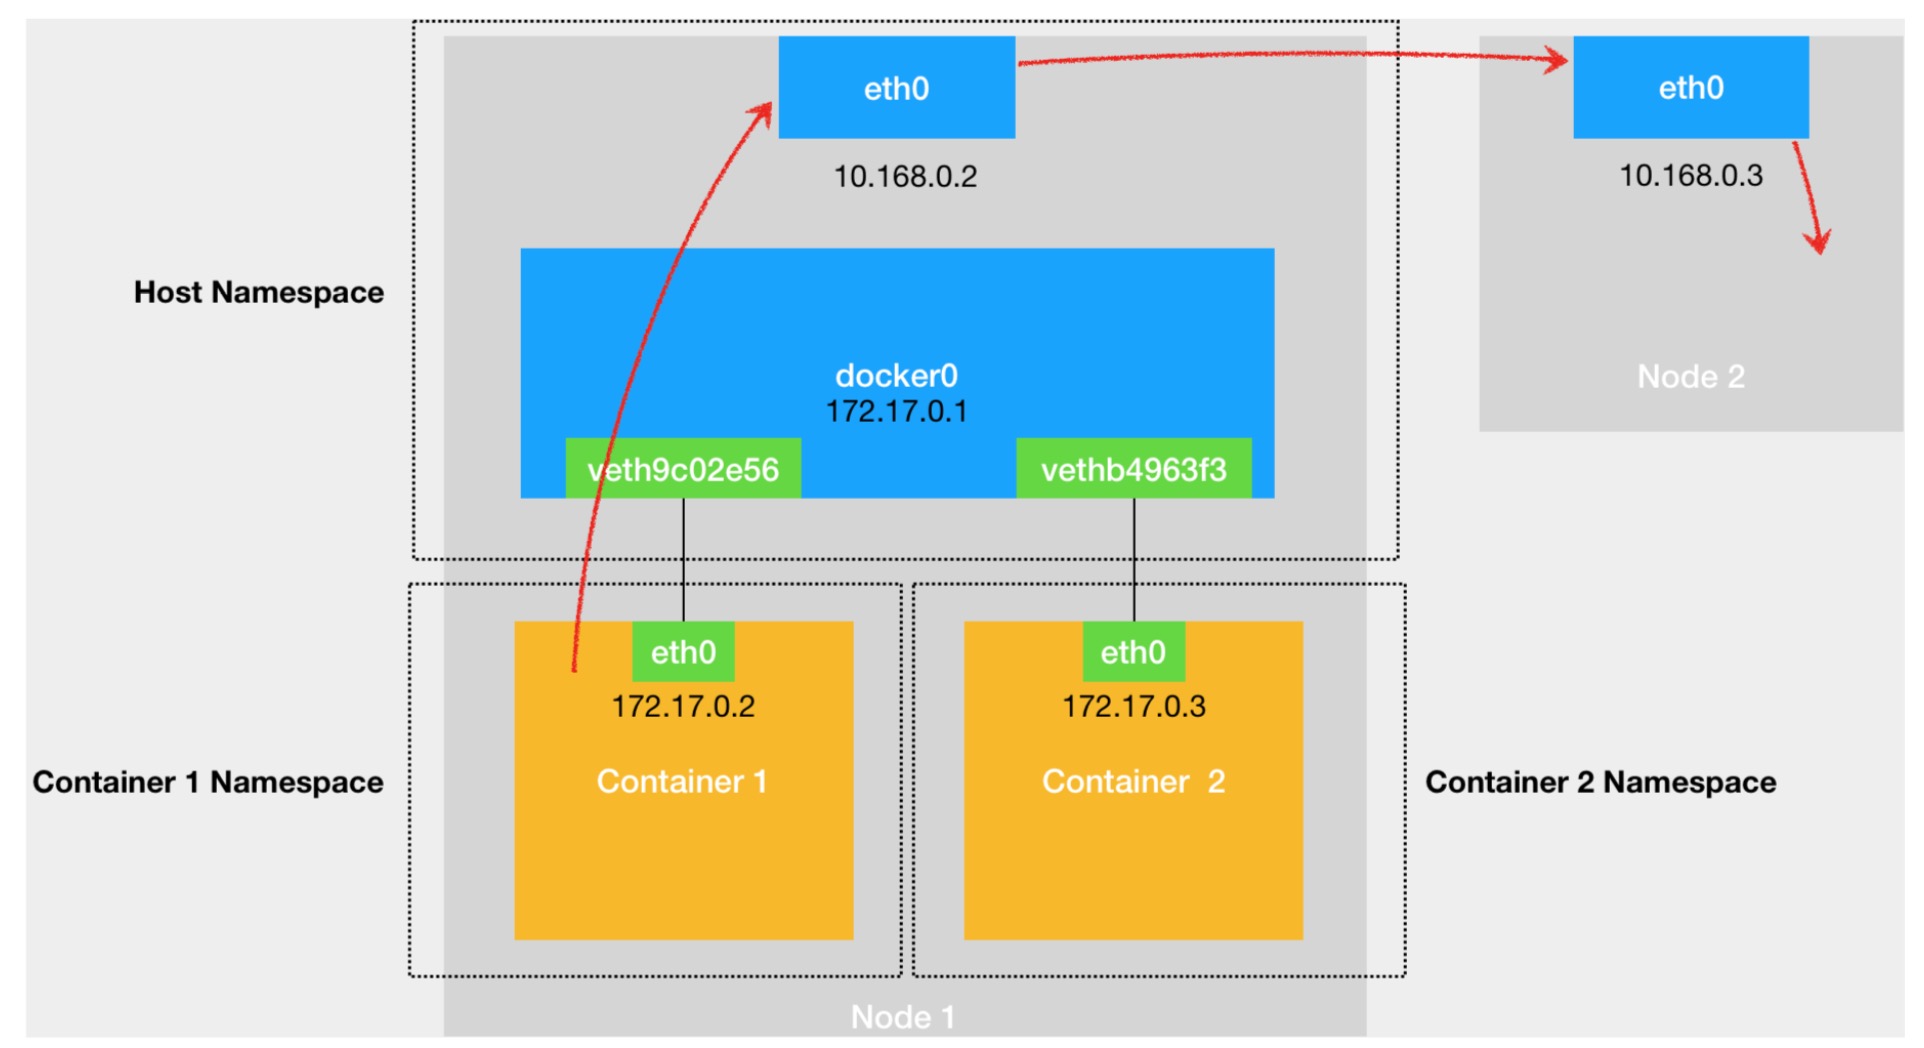 eth0
eth0
10.168.0.2
10.168.0.3
Host Namespace
docker0
172.17.0.1
Node 2
veth9c02e56
vethb4963f3
eth0
eth0
172.17.0.2
172.17.0.3
Container 1 Namespace
Container 1
Container  2
Container 2 Namespace
Node 1